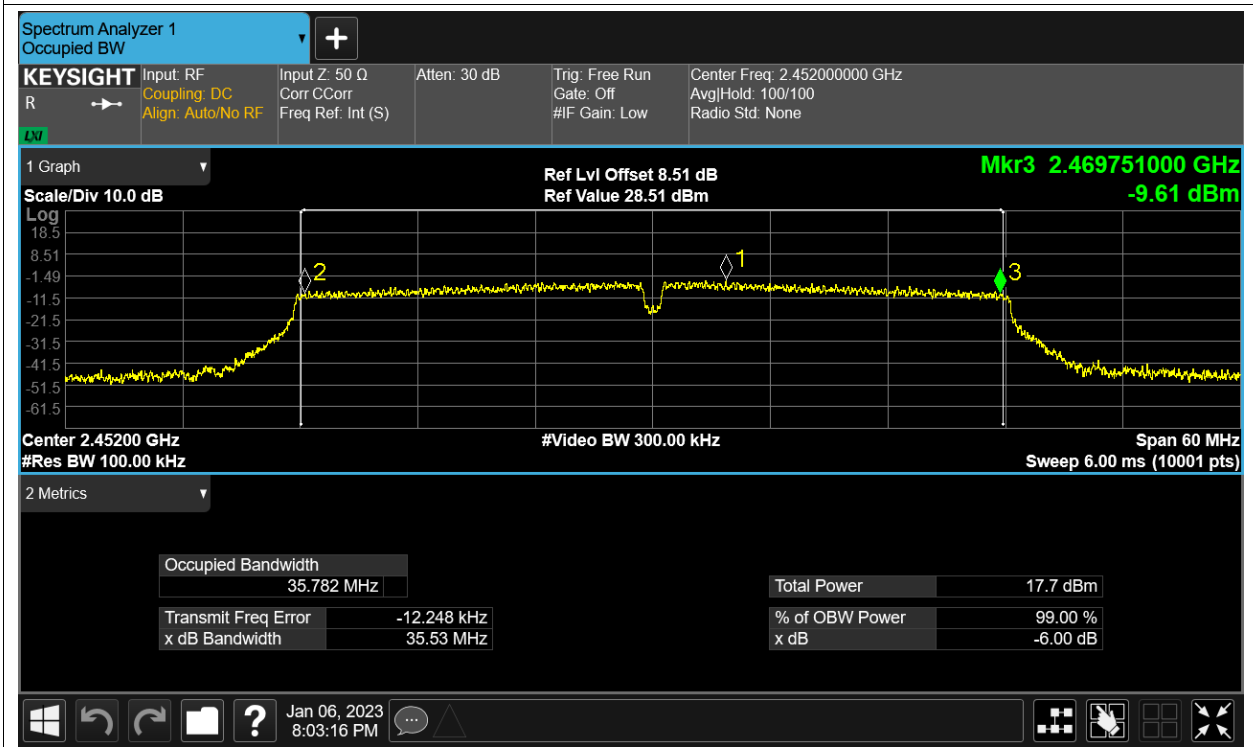 Spectrum Analyzer 1
Occupied BW
KEYSIGHT
R
LXI
Input: RF
Coupling: DC
Align: Auto/No RF
Input Z: 50 Ω
Corr CCorr
Freq Ref: Int (S)
Atten: 30 dB
Trig: Free Run
Gate: Off
#IF Gain: Low
Center Freq: 2.452000000 GHz
Avg|Hold: 100/100
Radio Std: None
1 Graph
Scale/Div 10.0 dB
Ref Lvl Offset 8.51 dB
Ref Value 28.51 dBm
Mkr3 2.469751000 GHz
-9.61 dBm
Log
18.5
8.51
-1.49
-11.5
-21.5
-31.5
-41.5
-51.5
-61.5
2
1
3
Center 2.45200 GHz
#Video BW 300.00 kHz
Span 60 MHz
#Res BW 100.00 kHz
Sweep 6.00 ms (10001 pts)
2 Metrics
Occupied Bandwidth
35.782 MHz
Total Power 17.7 dBm
Transmit Freq Error -12.248 kHz
% of OBW Power 99.00 %
x dB Bandwidth 35.53 MHz
x dB -6.00 dB
?
Jan 06, 2023
8:03:16 PM